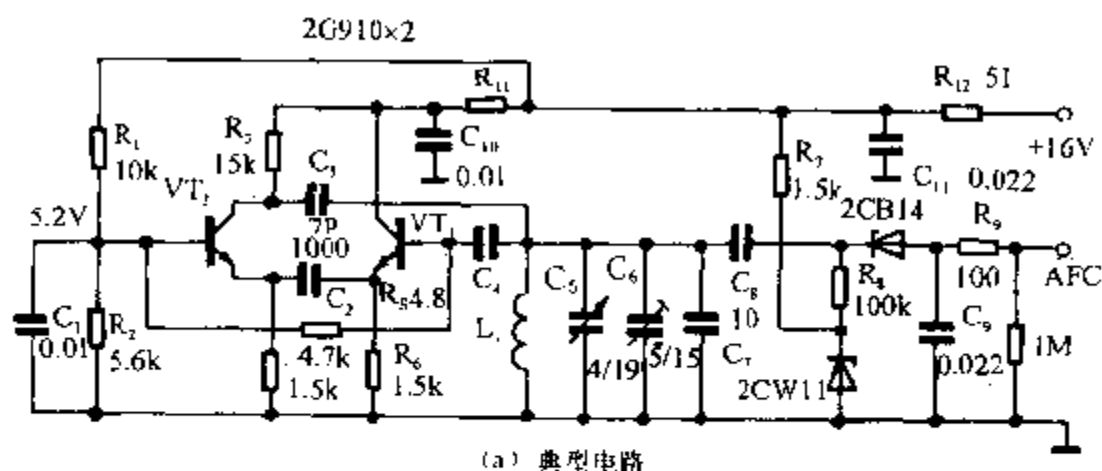 2G910×2
R₁₁
R₁₂ 51
+16V
R₁
10k
R₃
15k
C₁₀
0.01
R₇
1.5k
C₁₁ 0.022
5.2V
VT₂
C₃
7P
1000
VT₁
C₄
C₅
C₆
C₈
10
2CB14
R₉
100
AFC
R₈
100k
C₁
0.01
R₂
5.6k
C₂
R₅
4.8
4.7k
1.5k
R₆
1.5k
4/19
5/15
C₇
2CW11
C₉
0.022
1M
(a) 典型电路